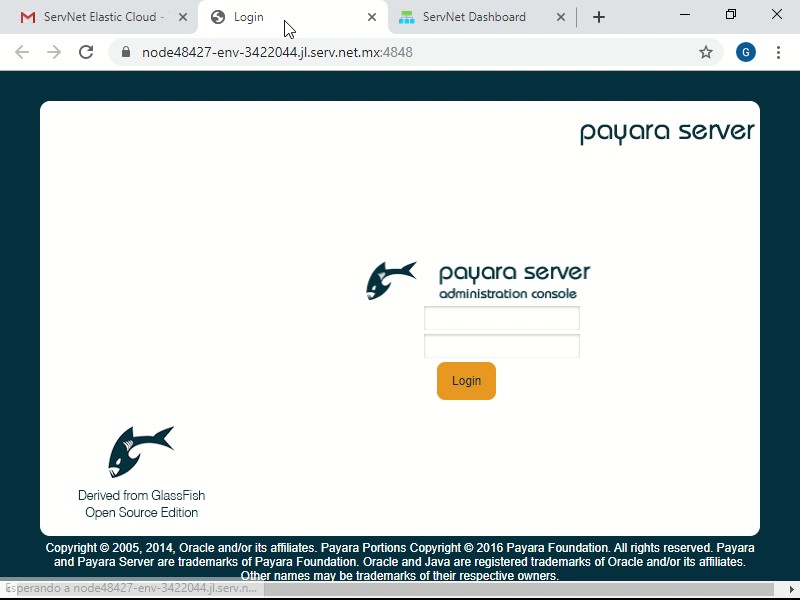 ServNet Elastic Cloud -
Login
ServNet Dashboard
node48427-env-3422044.jl.serv.net.mx:4848
G
payara server
payara server
administration console
Login
Derived from GlassFish
Open Source Edition
Copyright © 2005, 2014, Oracle and/or its affiliates. Payara Portions Copyright © 2016 Payara Foundation. All rights reserved. Payara
and Payara Server are trademarks of Payara Foundation. Oracle and Java are registered trademarks of Oracle and/or its affiliates.
Other names may be trademarks of their respective owners.
Esperando a node48427-env-3422044.jl.serv.n...